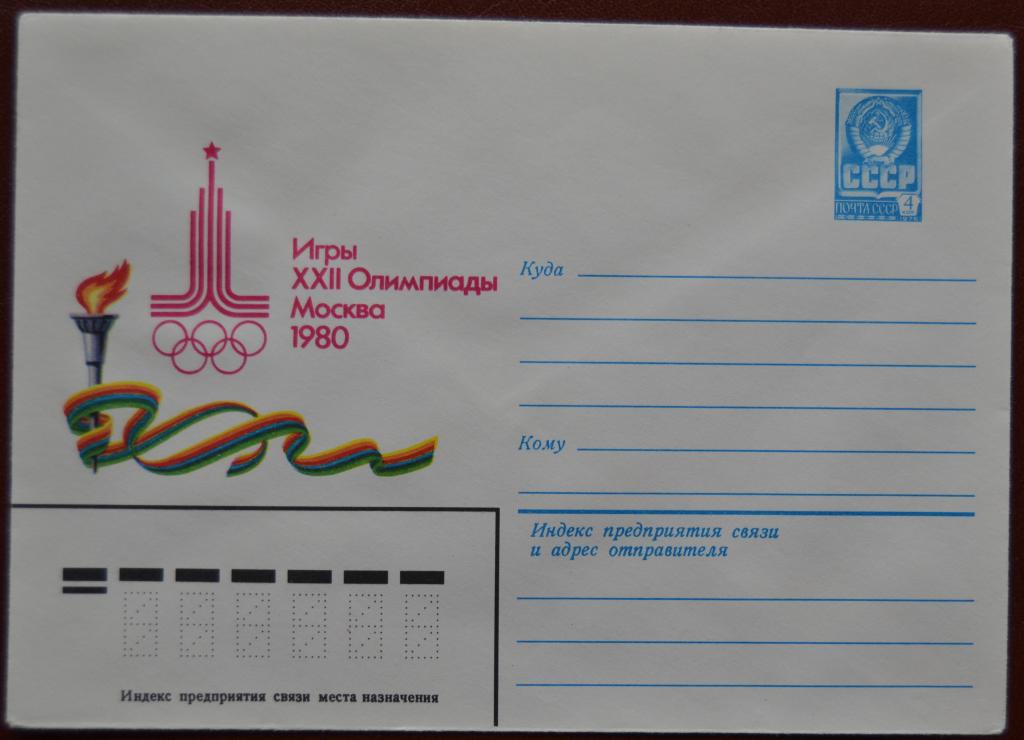 СССР
ПОЧТА СССР 4
Игры
XXII Олимпиады
Москва
1980
Куда
Кому
Индекс предприятия связи
и адрес отправителя
Индекс предприятия связи места назначения